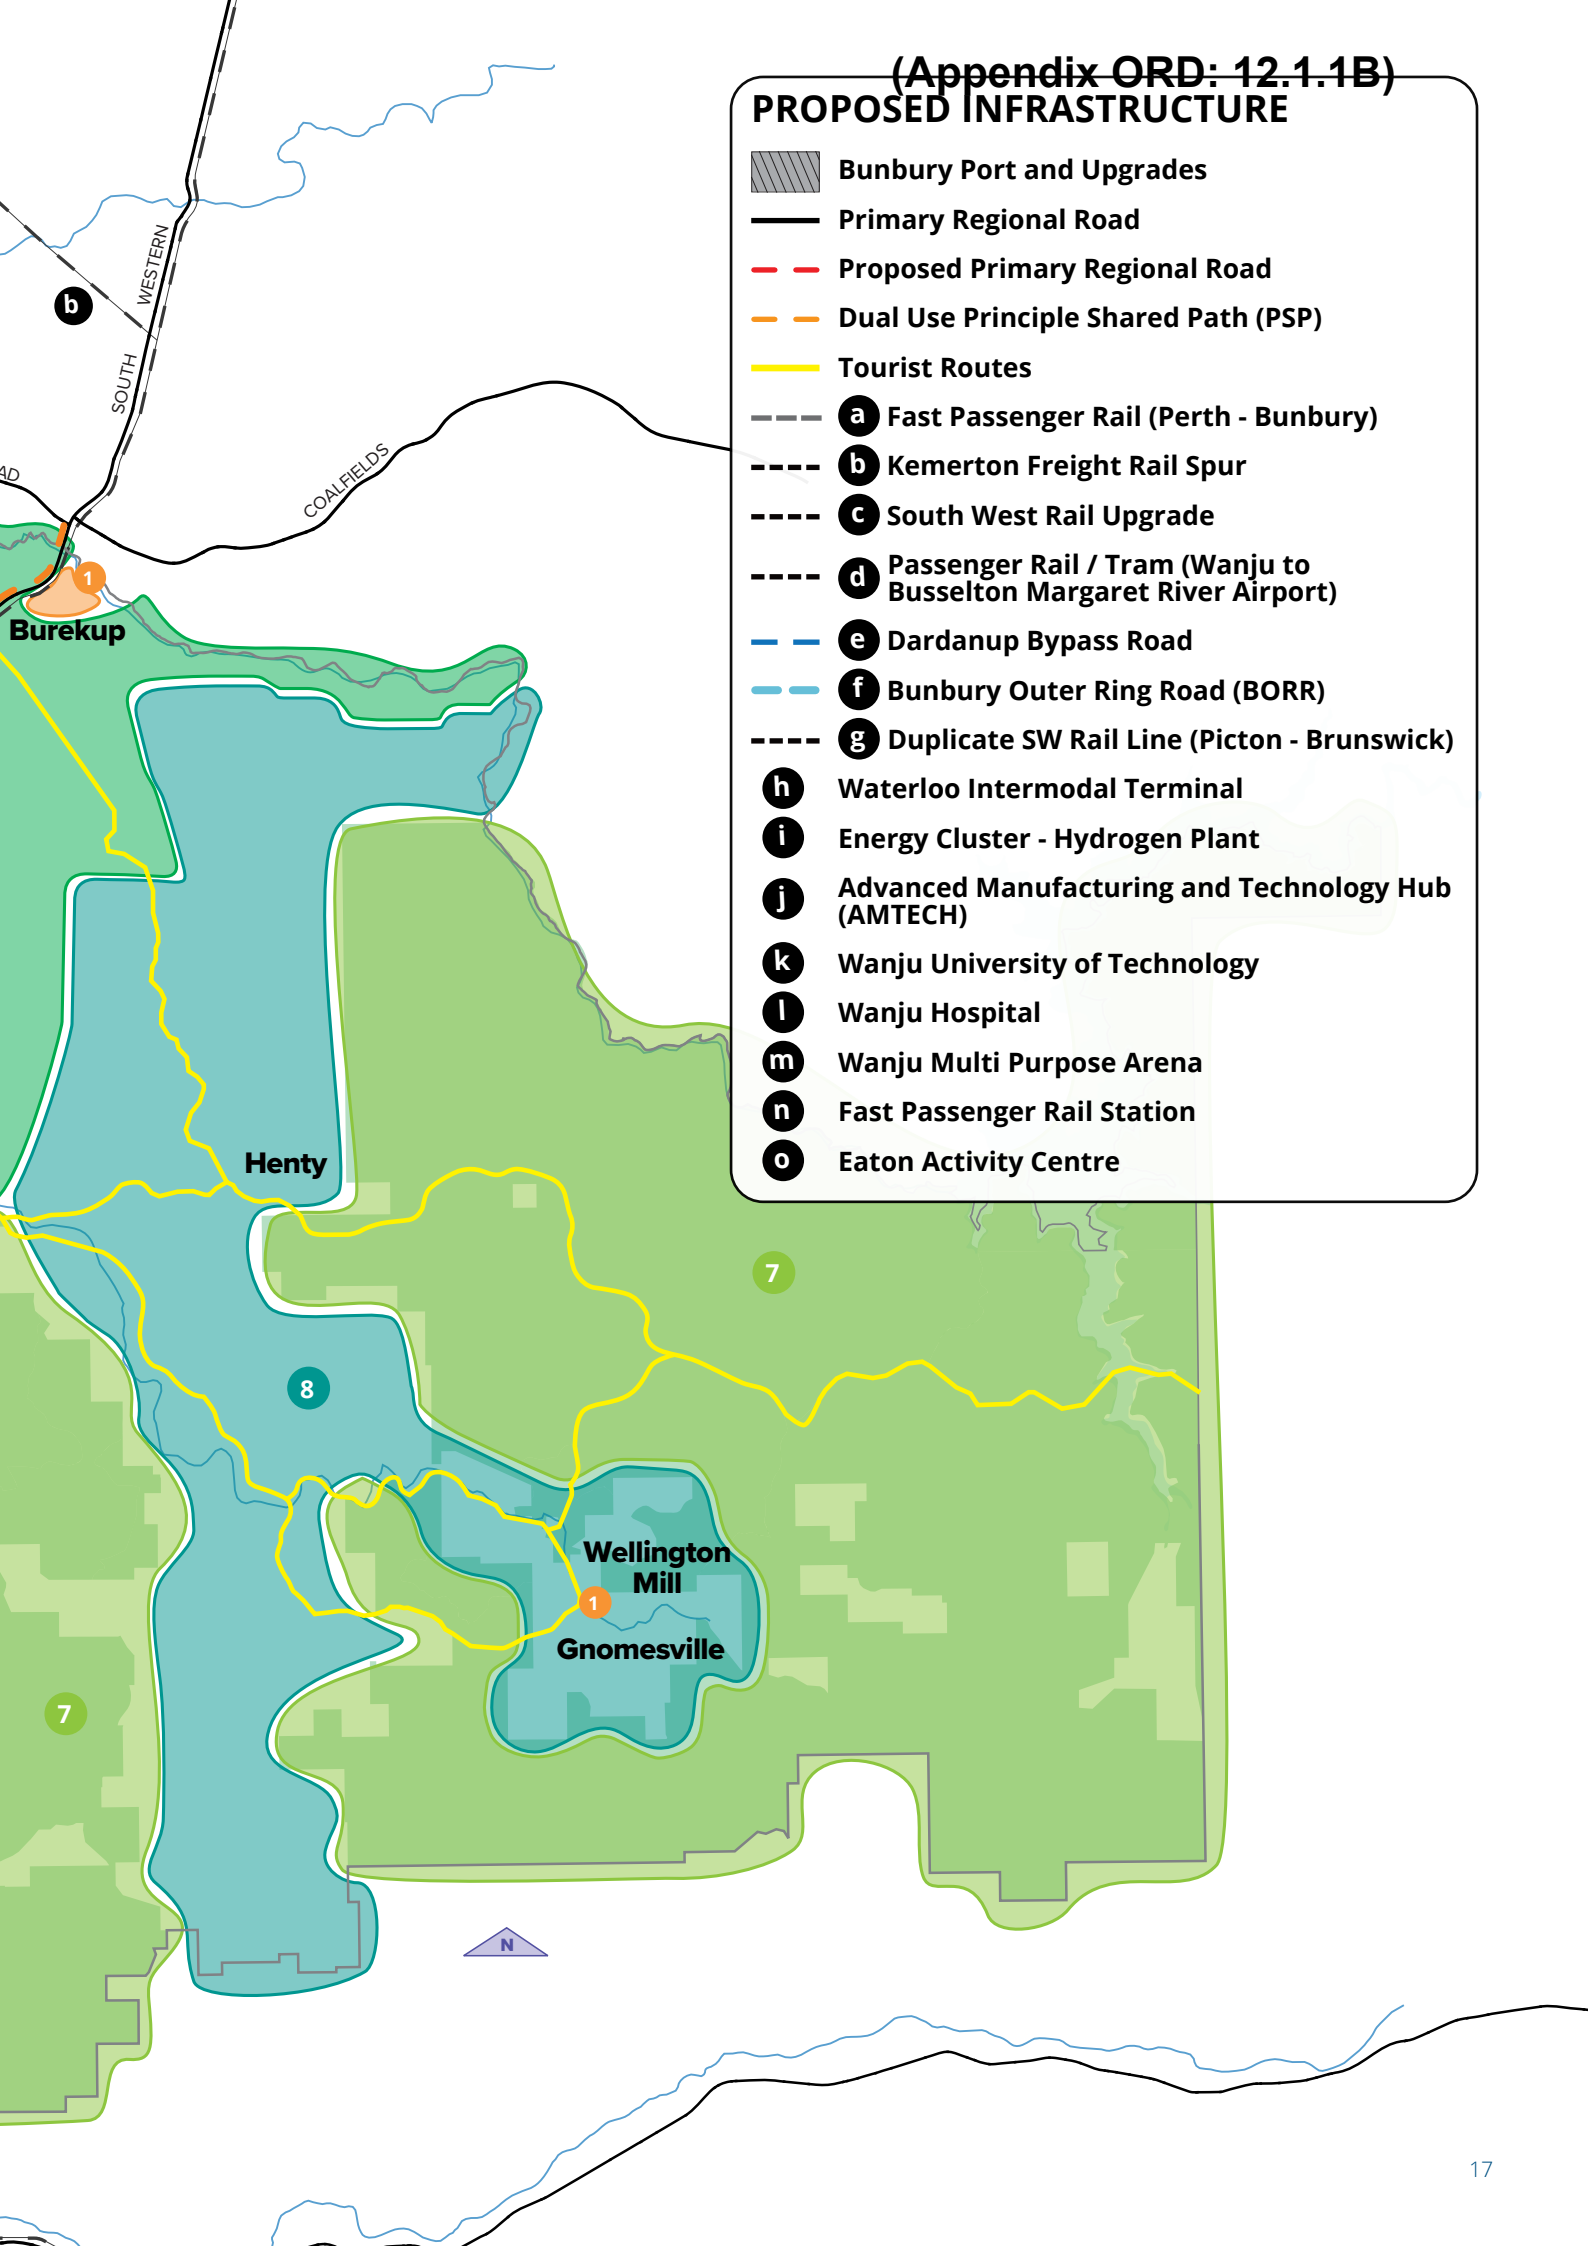 (Appendix ORD: 12.1.1B)
PROPOSED INFRASTRUCTURE
Bunbury Port and Upgrades
Primary Regional Road
Proposed Primary Regional Road
Dual Use Principle Shared Path (PSP)
Tourist Routes
a Fast Passenger Rail (Perth - Bunbury)
b Kemerton Freight Rail Spur
c South West Rail Upgrade
d Passenger Rail / Tram (Wanju to
Busselton Margaret River Airport)
e Dardanup Bypass Road
f Bunbury Outer Ring Road (BORR)
g Duplicate SW Rail Line (Picton - Brunswick)
h Waterloo Intermodal Terminal
i Energy Cluster - Hydrogen Plant
j Advanced Manufacturing and Technology Hub
(AMTECH)
k Wanju University of Technology
l Wanju Hospital
m Wanju Multi Purpose Arena
n Fast Passenger Rail Station
o Eaton Activity Centre
WESTERN
b
SOUTH
COALFIELDS
AD
1
Burekup
Henty
7
8
Wellington
Mill
1
Gnomesville
7
N
17